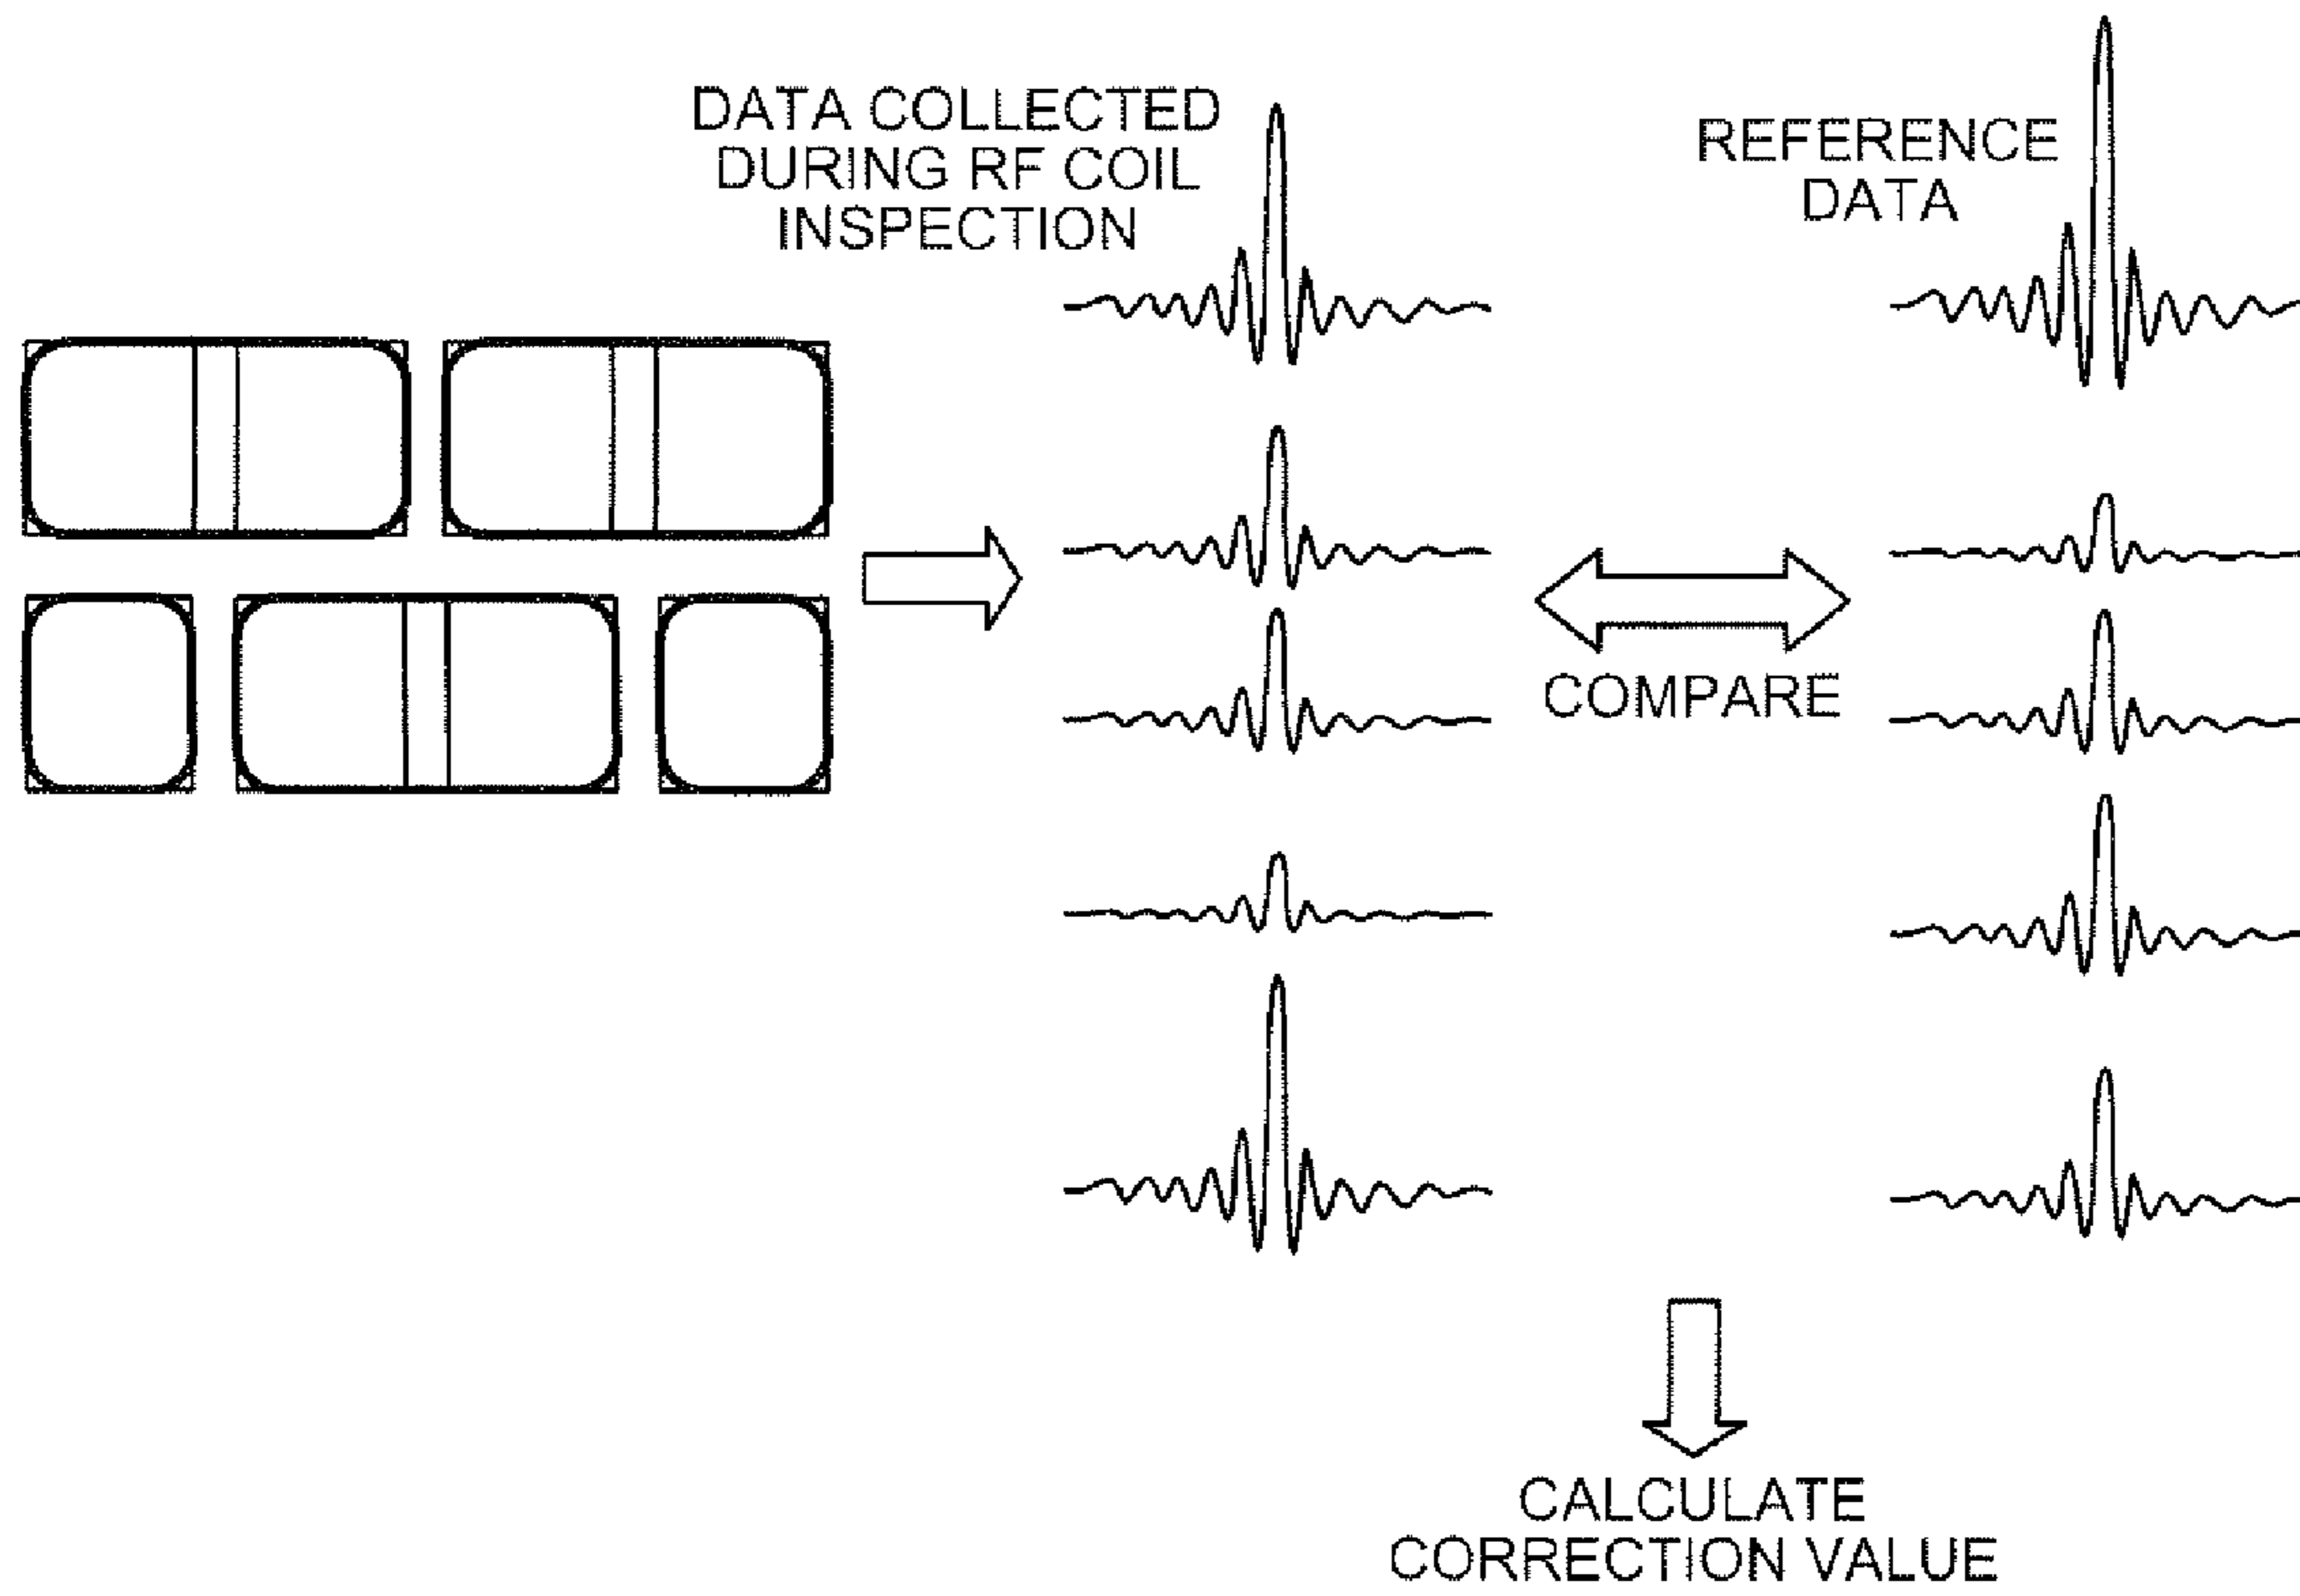 DATA COLLECTED
DURING RF COIL
INSPECTION
REFERENCE
DATA
COMPARE
CALCULATE
CORRECTION VALUE